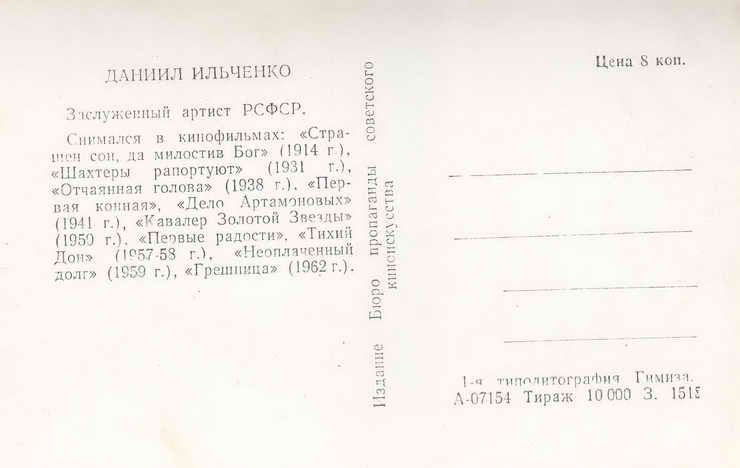 ДАНИИЛ ИЛЬЧЕНКО
Заслуженный артист РСФСР.
Снимался в кинофильмах: «Стра-
шен сон, да милостив Бог» (1914 г.),
«Шахтеры рапортуют» (1931 г.),
«Отчаянная голова» (1938 г.), «Пер-
вая конная», «Дело Артамоновых»
(1941 г.), «Кавалер Золотой Звезды»
(1950 г.), «Первые радости», «Тихий
Дон» (1957-58 г.), «Неоплаченный
долг» (1959 г.), «Грешница» (1962 г.).
Издание Бюро пропаганды советского
киноискусства
Цена 8 коп.
1-я типолитография Гимиза.
А-07154 Тираж 10 000 З. 1515